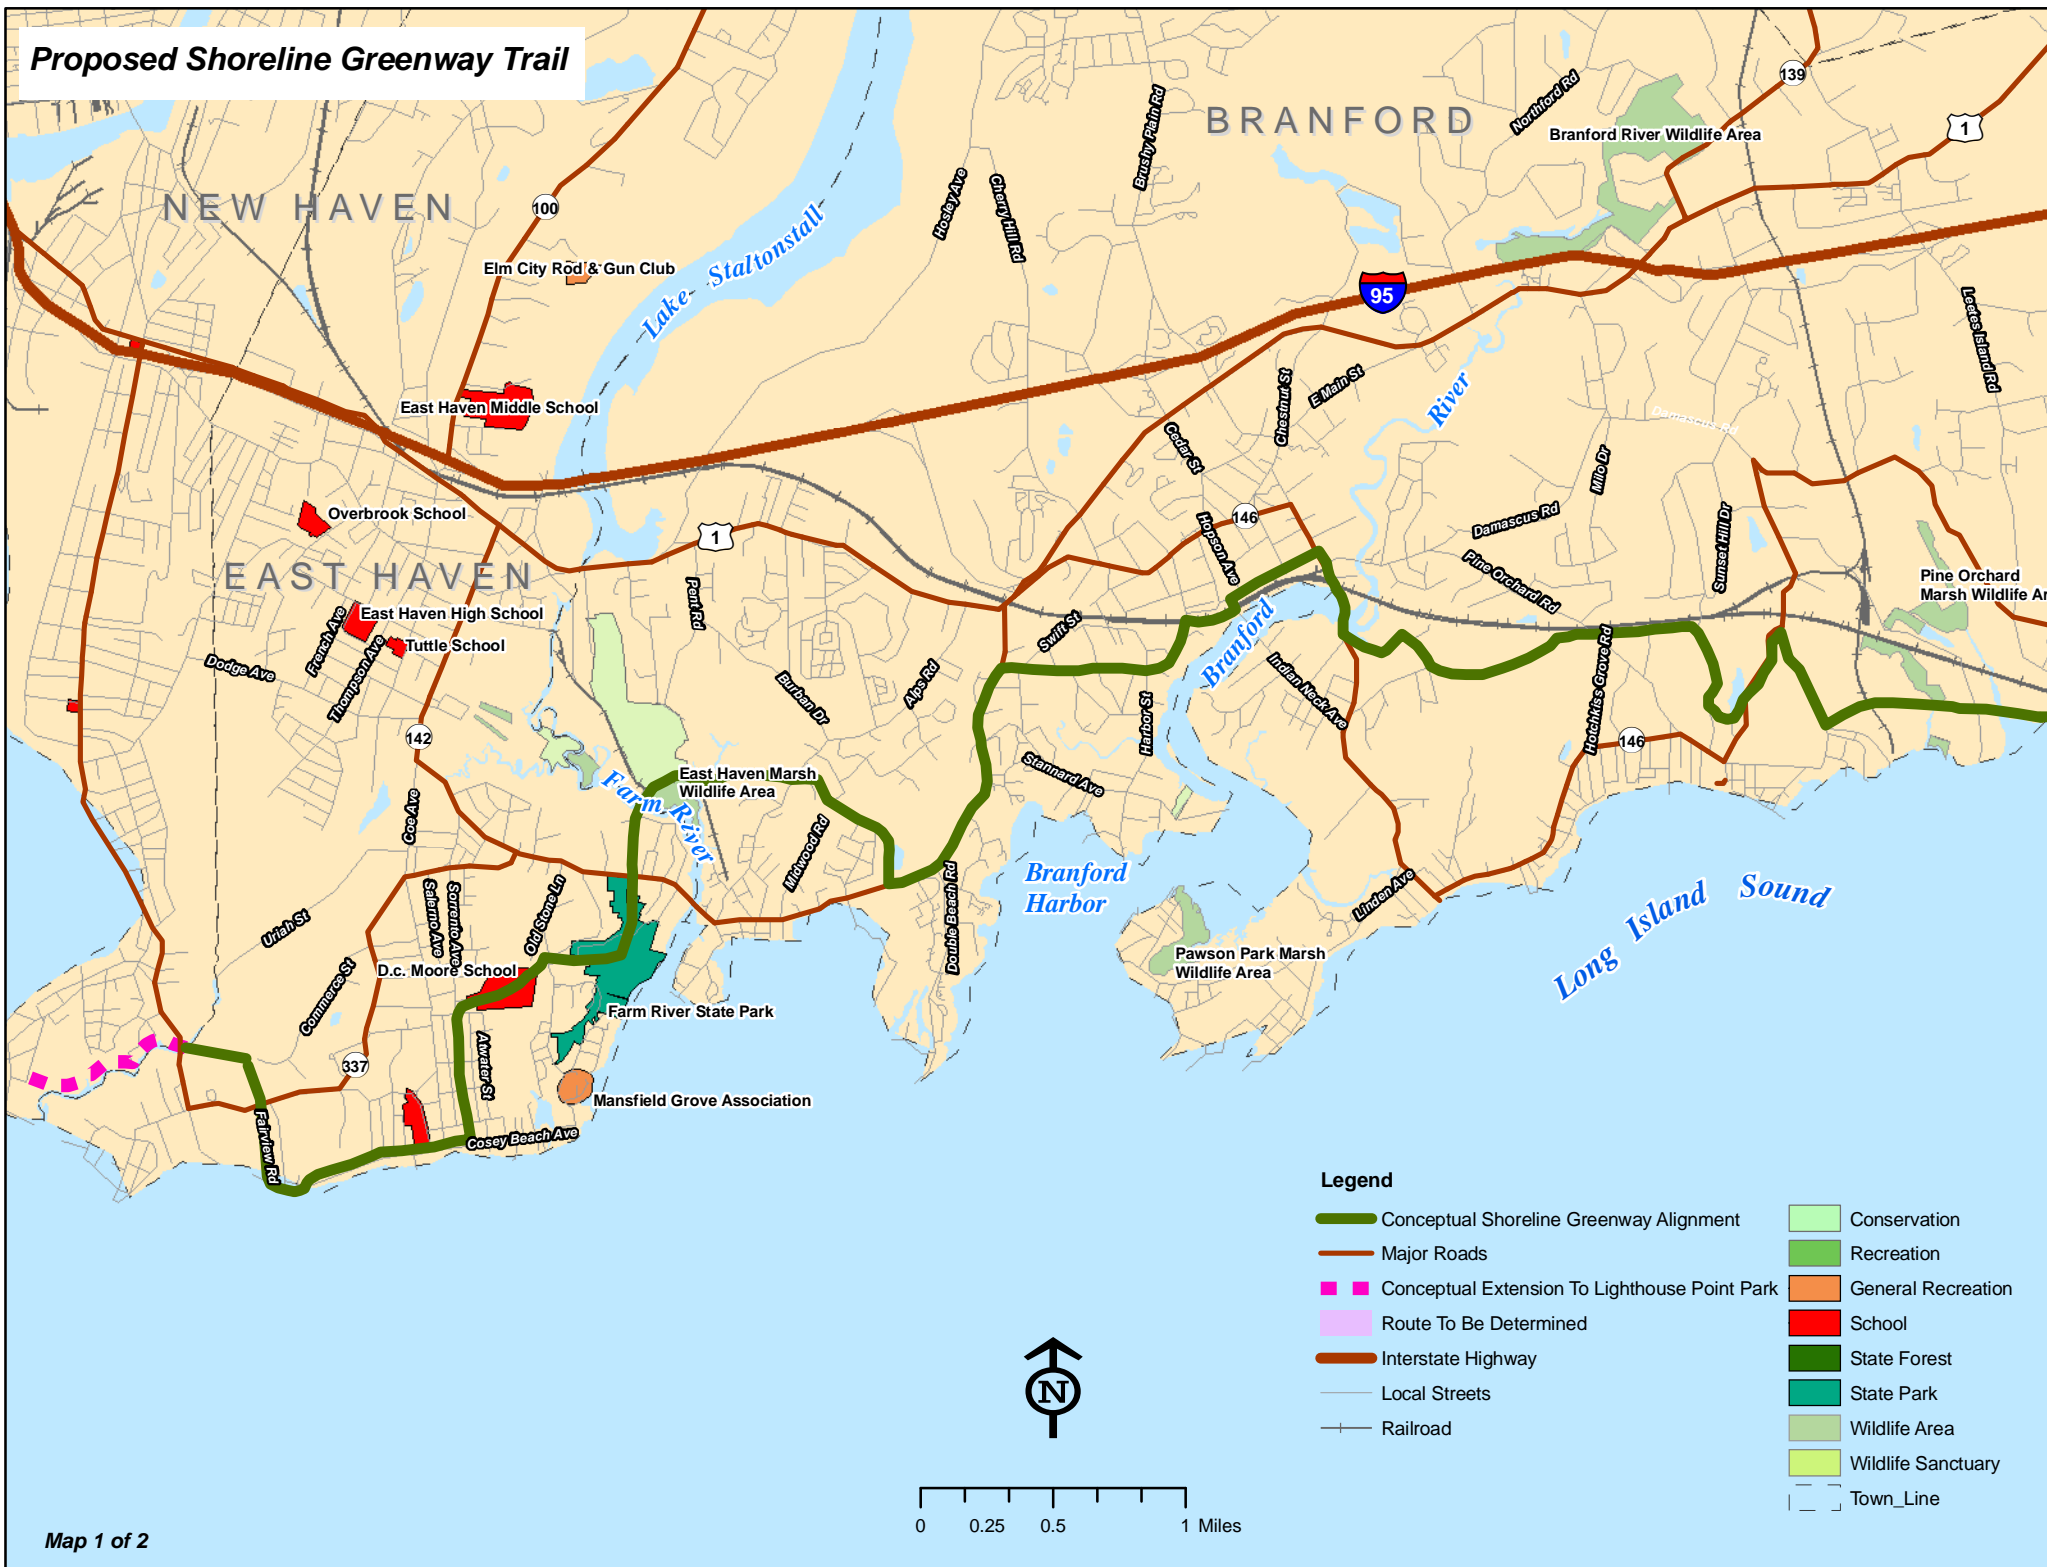 Proposed Shoreline Greenway Trail
BRANFORD
Northford Rd
139
Branford River Wildlife Area
1
Brushy Plain Rd
NEW HAVEN
100
Hosley Ave
Cherry Hill Rd
Elm City Rod & Gun Club
Lake Staltonstall
95
Leetes Island Rd
East Haven Middle School
Chestnut St
E Main St
River
Damascus Rd
Cedar St
Milo Dr
Overbrook School
1
146
Hopson Ave
Damascus Rd
Sunset Hill Dr
EAST HAVEN
Pine Orchard Rd
Pine Orchard
Marsh Wildlife Ar
East Haven High School
French Ave
Tuttle School
Thompson Ave
Dodge Ave
Pent Rd
Swift St
Branford
Burban Dr
Alps Rd
Indian Neck Ave
Harbor St
Hotchkiss Grove Rd
142
146
East Haven Marsh
Wildlife Area
Farm River
Stannard Ave
Coe Ave
Midwood Rd
Branford
Harbor
Double Beach Rd
Linden Ave
Long Island Sound
Salerno Ave
Sorrento Ave
Old Stone Ln
Uriah St
D.c. Moore School
Pawson Park Marsh
Wildlife Area
Commerce St
Farm River State Park
Atwater St
337
Mansfield Grove Association
Fairview Rd
Cosey Beach Ave
Legend
Conceptual Shoreline Greenway Alignment
Major Roads
Conceptual Extension To Lighthouse Point Park
Route To Be Determined
Interstate Highway
Local Streets
Railroad
Conservation
Recreation
General Recreation
School
State Forest
State Park
Wildlife Area
Wildlife Sanctuary
Town_Line
N
0 0.25 0.5 1 Miles
Map 1 of 2